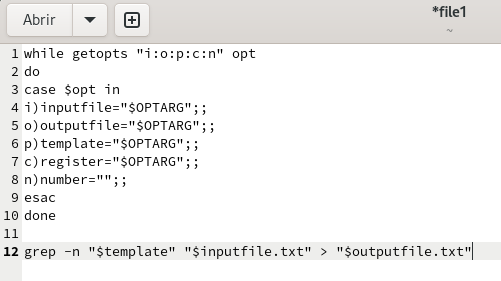 Abrir
*file1
~
1 while getopts "i:o:p:c:n" opt
2 do
3 case $opt in
4 i)inputfile="$OPTARG";;
5 o)outputfile="$OPTARG";;
6 p)template="$OPTARG";;
7 c)register="$OPTARG";;
8 n)number="";;
9 esac
10 done
11
12 grep -n "$template" "$inputfile.txt" > "$outputfile.txt"